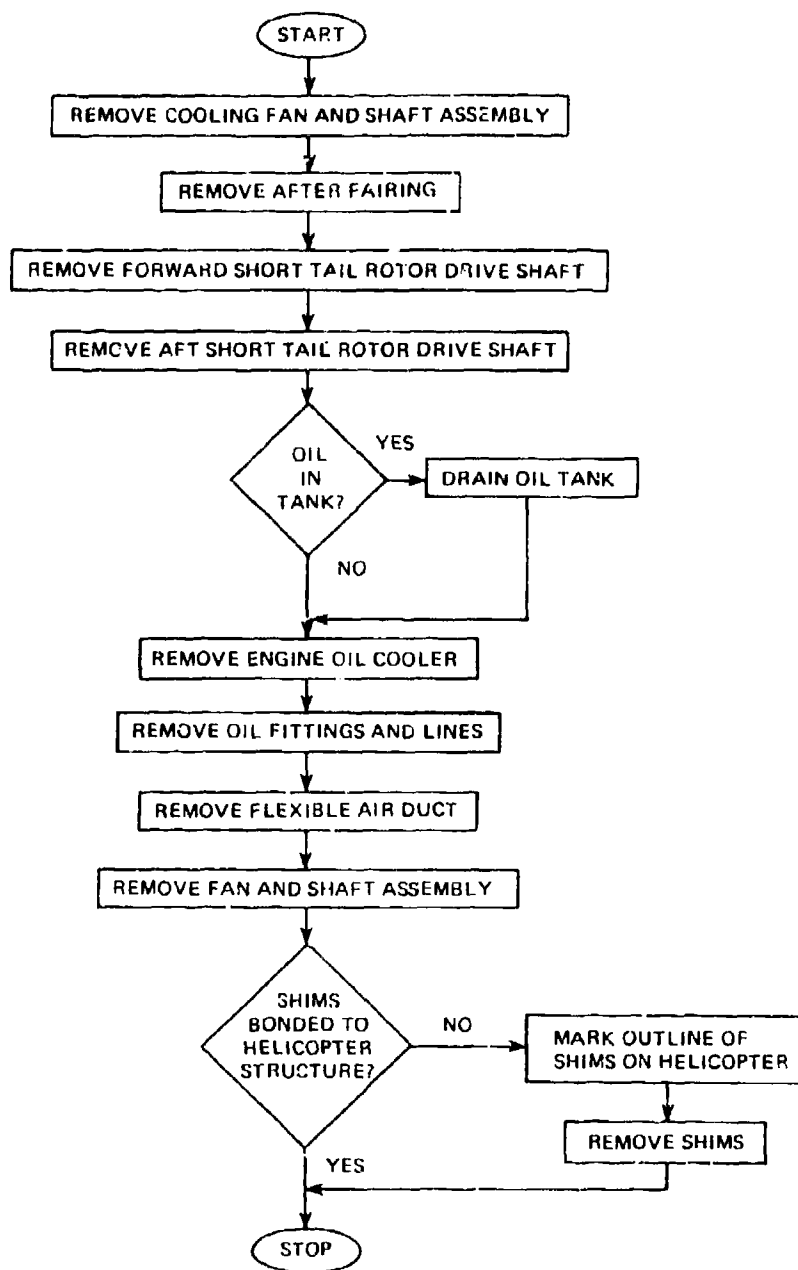 START
REMOVE COOLING FAN AND SHAFT ASSEMBLY
REMOVE AFTER FAIRING
REMOVE FORWARD SHORT TAIL ROTOR DRIVE SHAFT
REMOVE AFT SHORT TAIL ROTOR DRIVE SHAFT
OIL
IN
TANK?
YES
DRAIN OIL TANK
NO
REMOVE ENGINE OIL COOLER
REMOVE OIL FITTINGS AND LINES
REMOVE FLEXIBLE AIR DUCT
REMOVE FAN AND SHAFT ASSEMBLY
SHIMS
BONDED TO
HELICOPTER
STRUCTURE?
NO
MARK OUTLINE OF
SHIMS ON HELICOPTER
REMOVE SHIMS
YES
STOP